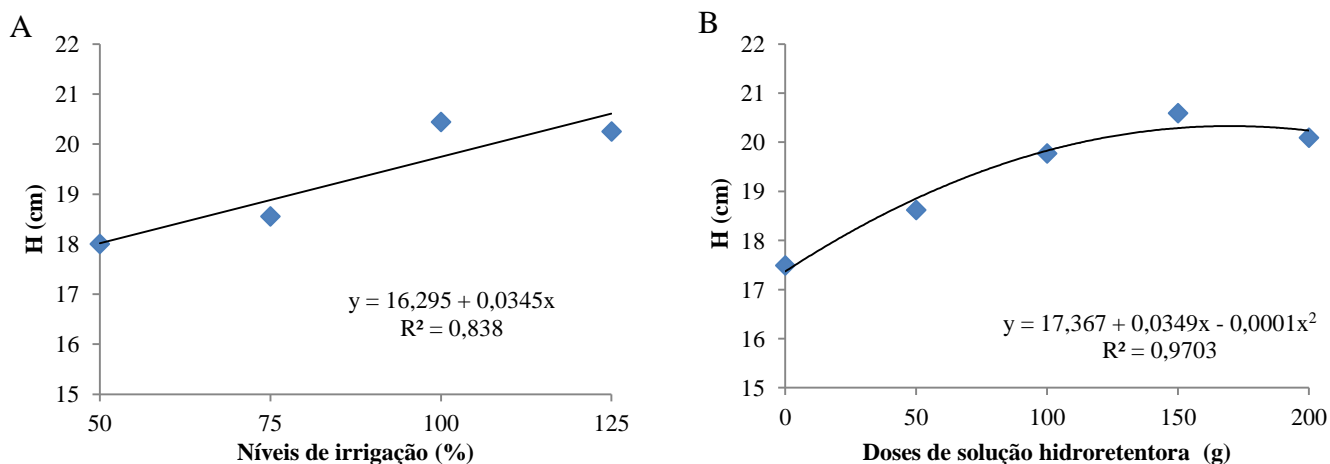 A
22
21
20
19
18
17
16
15
H (cm)
y = 16,295 + 0,0345x
R² = 0,838
50
75
100
125
Níveis de irrigação (%)
B
22
21
20
19
18
17
16
15
H (cm)
y = 17,367 + 0,0349x - 0,0001x²
R² = 0,9703
0
50
100
150
200
Doses de solução hidroretentora (g)